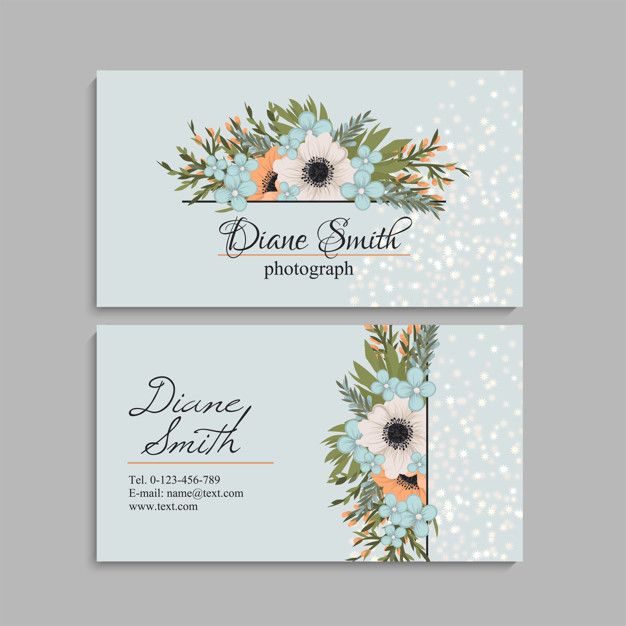 Diane Smith
photograph
Diane
Smith
Tel. 0-123-456-789
E-mail: name@text.com
www.text.com